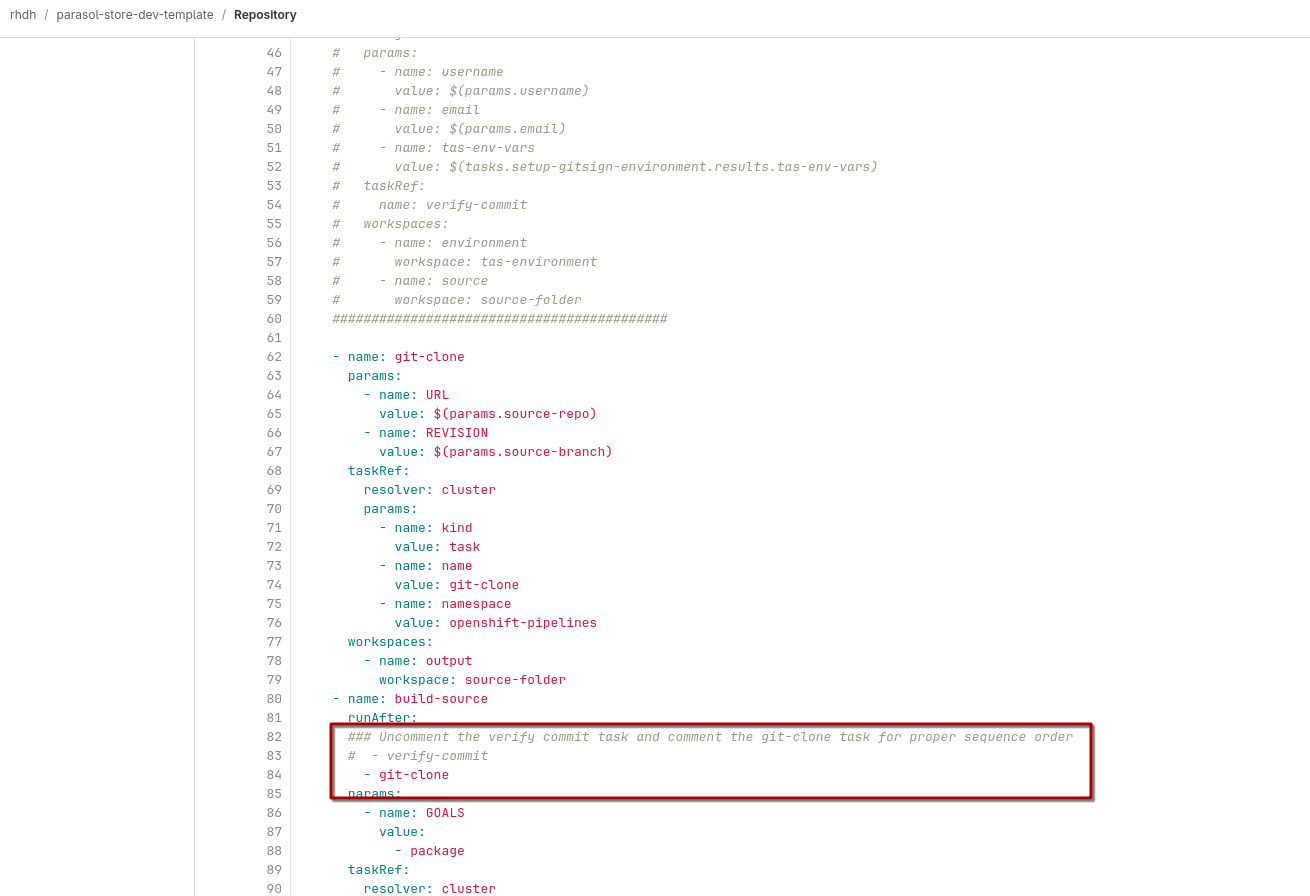 rhdh / parasol-store-dev-template / Repository
46 #   params:
47 #     - name: username
48 #       value: $(params.username)
49 #     - name: email
50 #       value: $(params.email)
51 #     - name: tas-env-vars
52 #       value: $(tasks.setup-gitsign-environment.results.tas-env-vars)
53 #   taskRef:
54 #     name: verify-commit
55 #   workspaces:
56 #     - name: environment
57 #       workspace: tas-environment
58 #     - name: source
59 #       workspace: source-folder
60 ###########################################
61
62 - name: git-clone
63   params:
64     - name: URL
65       value: $(params.source-repo)
66     - name: REVISION
67       value: $(params.source-branch)
68   taskRef:
69     resolver: cluster
70     params:
71       - name: kind
72         value: task
73       - name: name
74         value: git-clone
75       - name: namespace
76         value: openshift-pipelines
77   workspaces:
78     - name: output
79       workspace: source-folder
80 - name: build-source
81   runAfter:
82   ### Uncomment the verify commit task and comment the git-clone task for proper sequence order
83   #  - verify-commit
84     - git-clone
85   params:
86     - name: GOALS
87       value:
88         - package
89   taskRef:
90     resolver: cluster